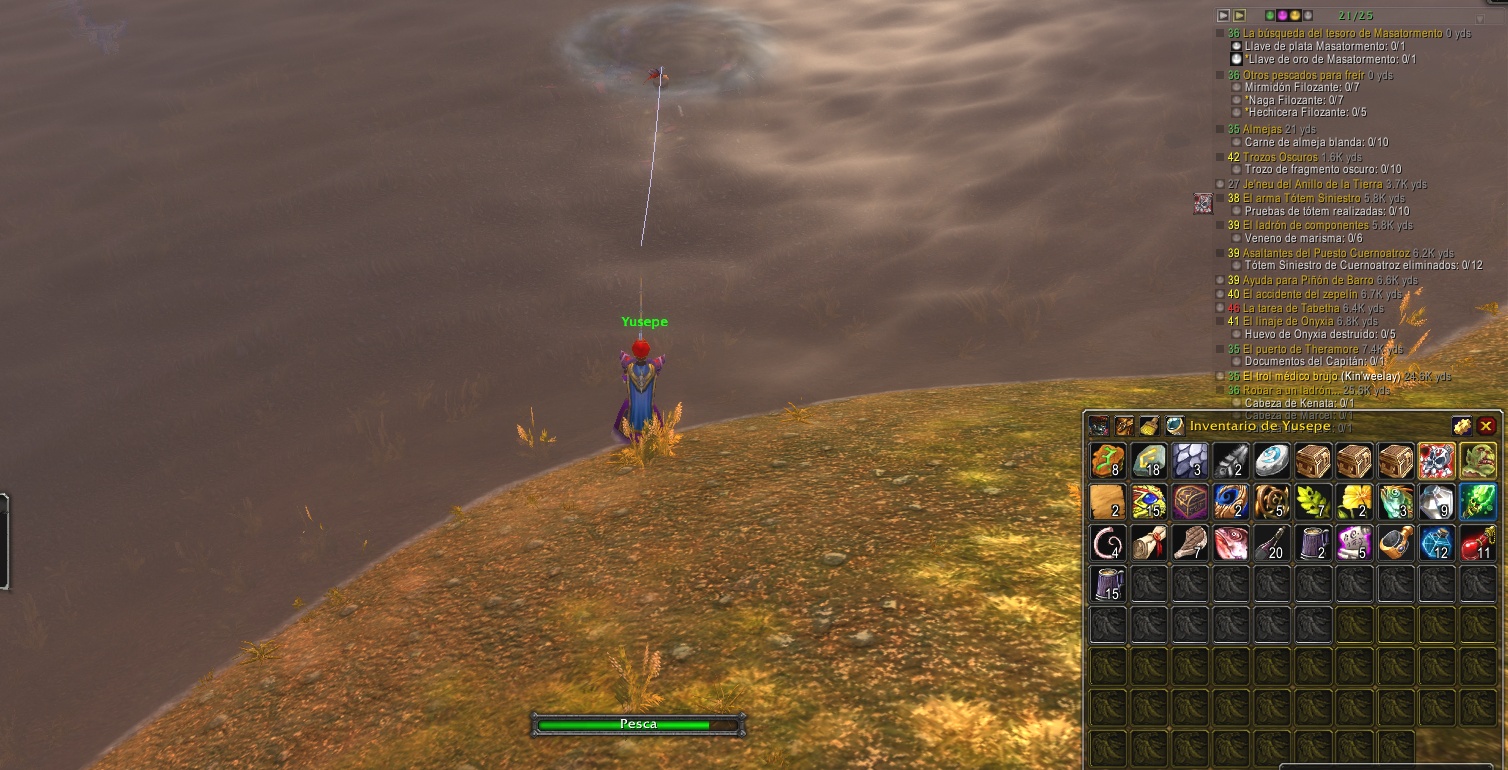 21/25
36 La búsqueda del tesoro de Masatormento 0 yds
Llave de plata Masatormento: 0/1
*Llave de oro de Masatormento: 0/1
36 Otros pescados para freír 0 yds
Mirmidón Filozante: 0/7
*Naga Filozante: 0/7
*Hechicera Filozante: 0/5
35 Almejas 21 yds
Carne de almeja blanda: 0/10
42 Trozos Oscuros 1.6K yds
Trozo de fragmento oscuro: 0/10
27 Je'neu del Anillo de la Tierra 3.7K yds
38 El arma Tótem Siniestro 5.8K yds
Pruebas de tótem realizadas: 0/10
39 El ladrón de componentes 5.8K yds
Veneno de marisma: 0/6
39 Asaltantes del Puesto Cuernoatroz 6.2K yds
Tótem Siniestro de Cuernoatroz eliminados: 0/12
39 Ayuda para Piñón de Barro 6.6K yds
40 El accidente del zepelín 6.7K yds
46 La tarea de Tabetha 6.4K yds
41 El linaje de Onyxia 6.8K yds
Huevo de Onyxia destruido: 0/5
35 El puerto de Theramore 7.4K yds
Documentos del Capitán: 0/1
35 El trol médico brujo (Kin'weelay) 24.6K yds
36 Robar a un ladrón... 25.6K yds
Cabeza de Kenata: 0/1
Cabeza de Marcel: 0/1
Yusepe
Inventario de Yusepe
8 18 3 2
2 15 2 5 7 2 3 9
4 7 20 2 5 12 11
15
Pesca